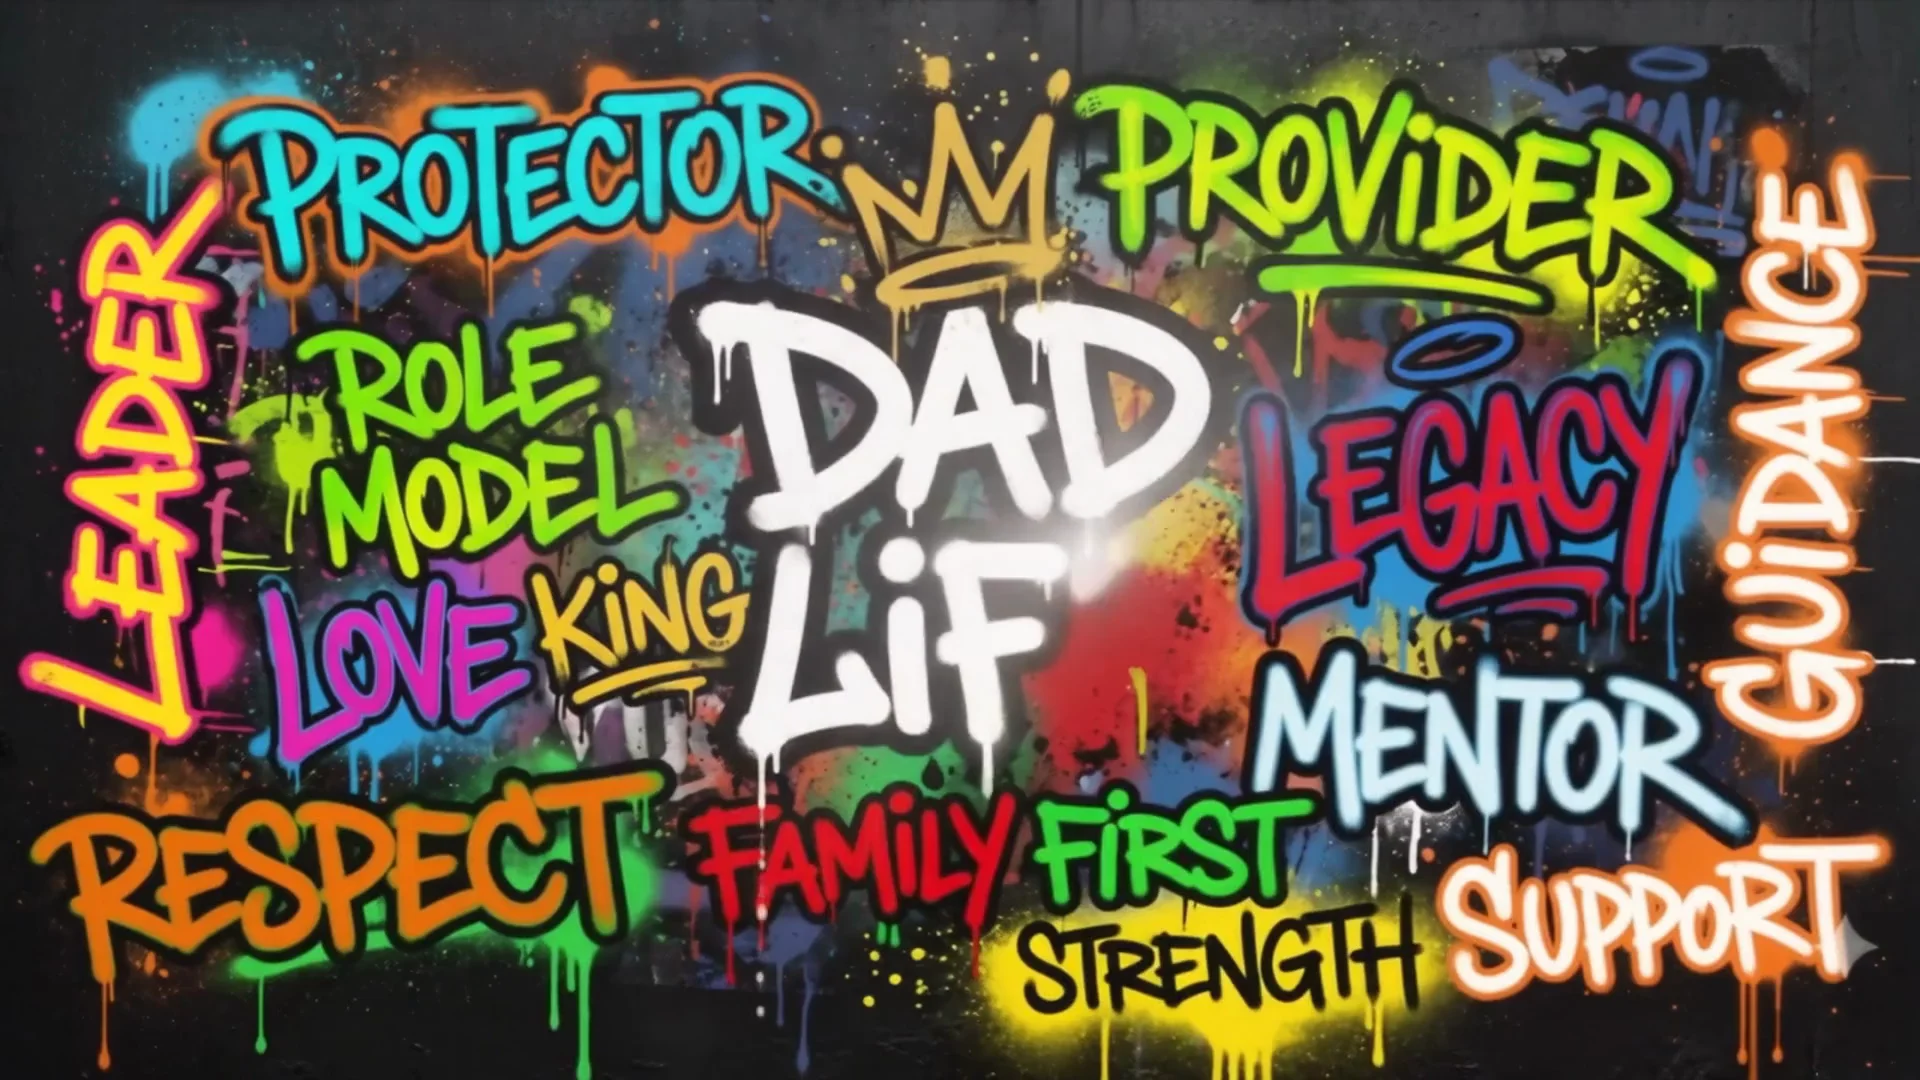 PROTECTOR
PROViDER
LEADER
GUiDANCE
ROLE
MODEL
DAD
LiF
LEGACY
LOVE
KiNG
MENTOR
RESPECT
FAMiLY FiRST
STRENGTH
SUPPORT